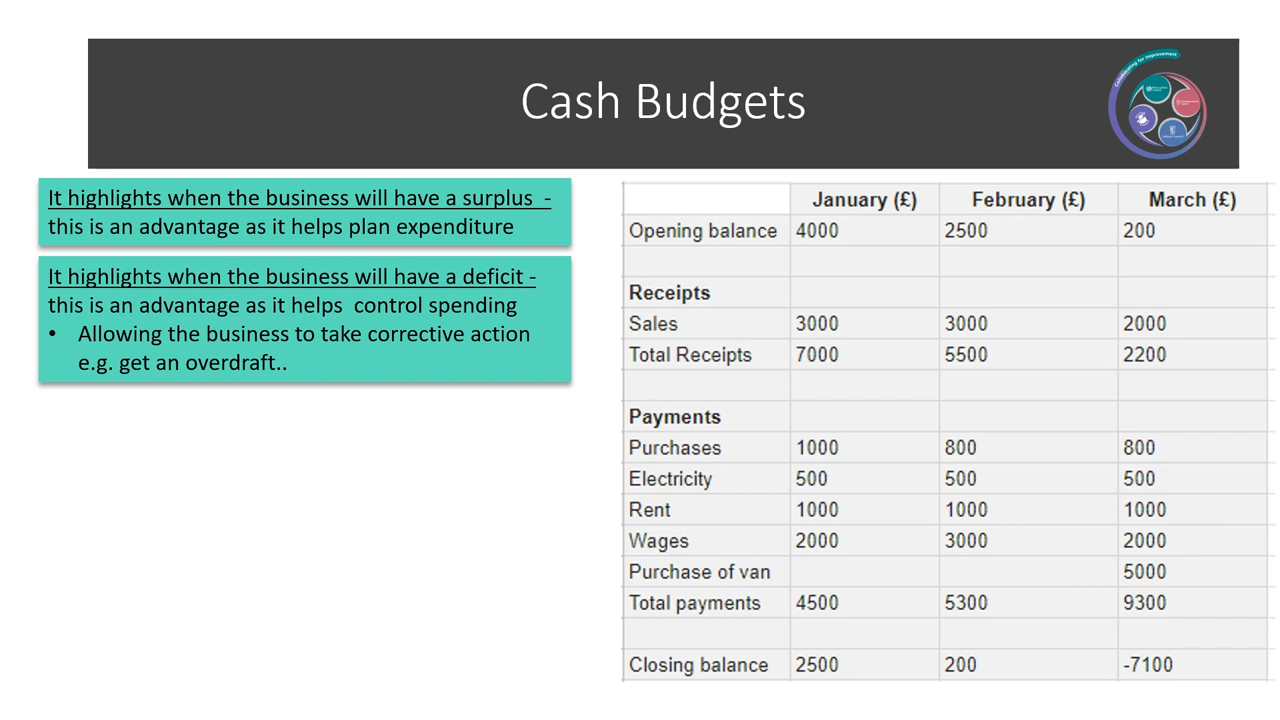 Cash Budgets
Collaborating for Improvement
It highlights when the business will have a surplus -
this is an advantage as it helps plan expenditure
It highlights when the business will have a deficit -
this is an advantage as it helps control spending
• Allowing the business to take corrective action
e.g. get an overdraft..
January (£) February (£) March (£)
Opening balance 4000 2500 200
Receipts
Sales 3000 3000 2000
Total Receipts 7000 5500 2200
Payments
Purchases 1000 800 800
Electricity 500 500 500
Rent 1000 1000 1000
Wages 2000 3000 2000
Purchase of van 5000
Total payments 4500 5300 9300
Closing balance 2500 200 -7100